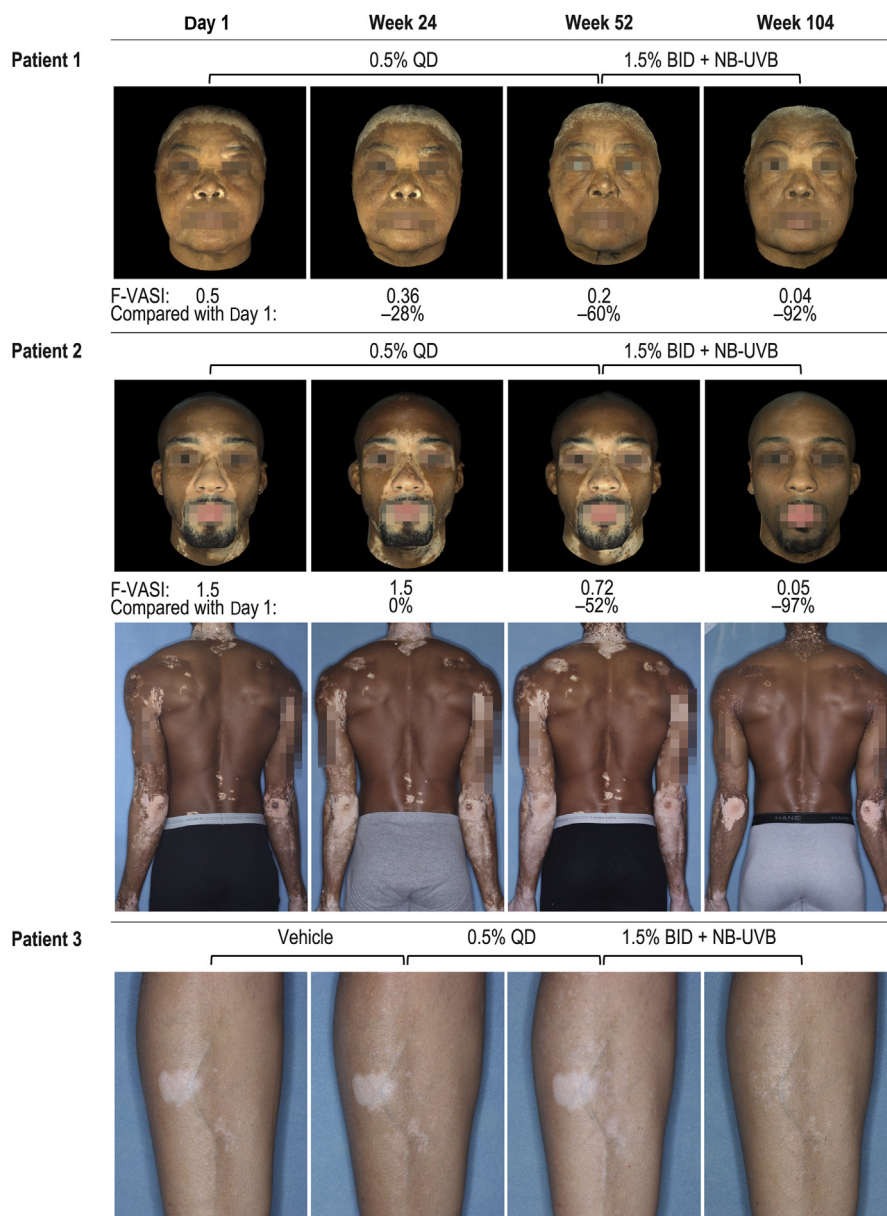 Day 1 Week 24 Week 52 Week 104
Patient 1 0.5% QD 1.5% BID + NB-UVB
F-VASI: 0.5 0.36 0.2 0.04
Compared with Day 1: –28% –60% –92%
Patient 2 0.5% QD 1.5% BID + NB-UVB
F-VASI: 1.5 1.5 0.72 0.05
Compared with Day 1: 0% –52% –97%
HANE
Patient 3 Vehicle 0.5% QD 1.5% BID + NB-UVB